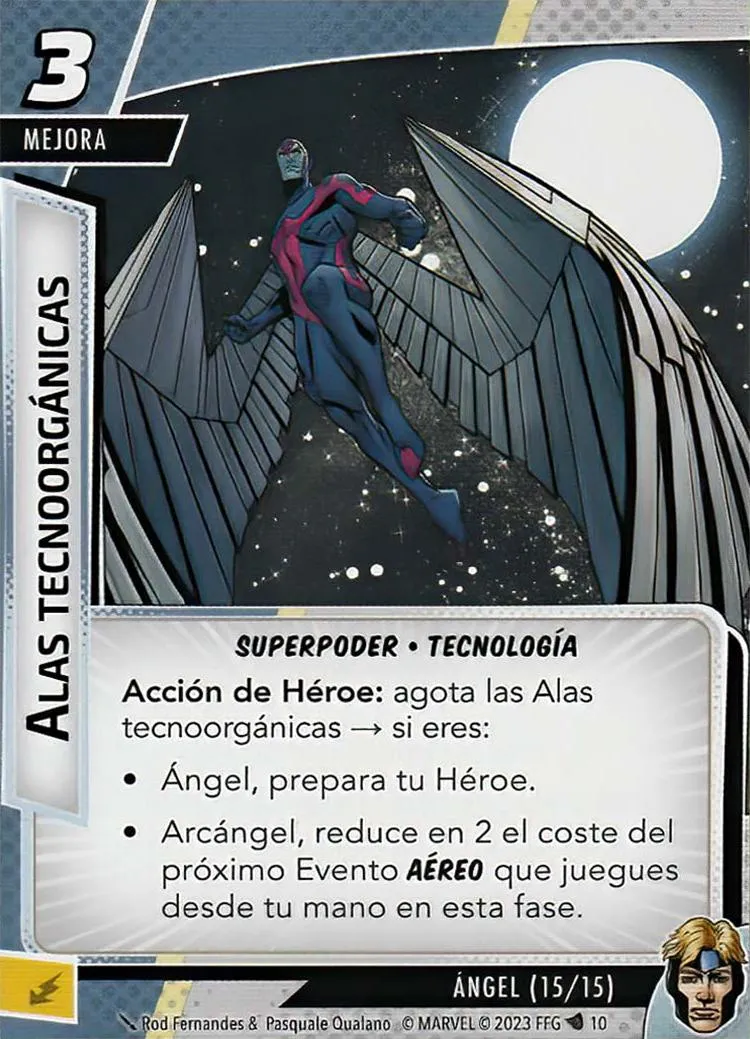 3
MEJORA
ALAS TECNOORGÁNICAS
SUPERPODER • TECNOLOGÍA
Acción de Héroe: agota las Alas
tecnoorgánicas → si eres:
• Ángel, prepara tu Héroe.
• Arcángel, reduce en 2 el coste del
próximo Evento AÉREO que juegues
desde tu mano en esta fase.
ÁNGEL (15/15)
Rod Fernandes & Pasquale Qualano © MARVEL © 2023 FFG 10